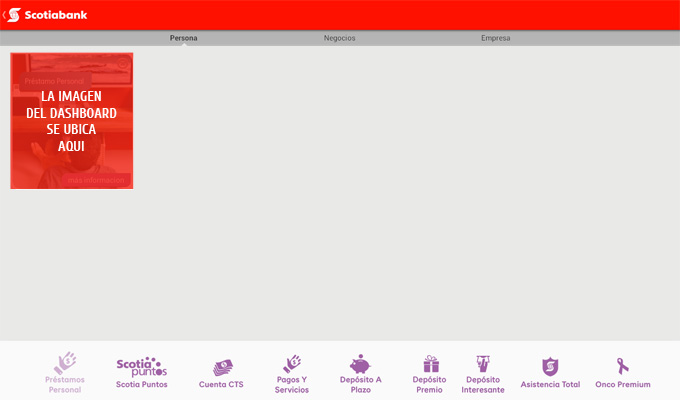 Scotiabank
Persona Negocios Empresa
Préstamo Personal
LA IMAGEN
DEL DASHBOARD
SE UBICA
AQUI
más información
Préstamos
Personal
Scotia
puntos
Scotia Puntos
Cuenta CTS
Pagos Y
Servicios
Depósito A
Plazo
Depósito
Premio
Depósito
Interesante
Asistencia Total
Onco Premium